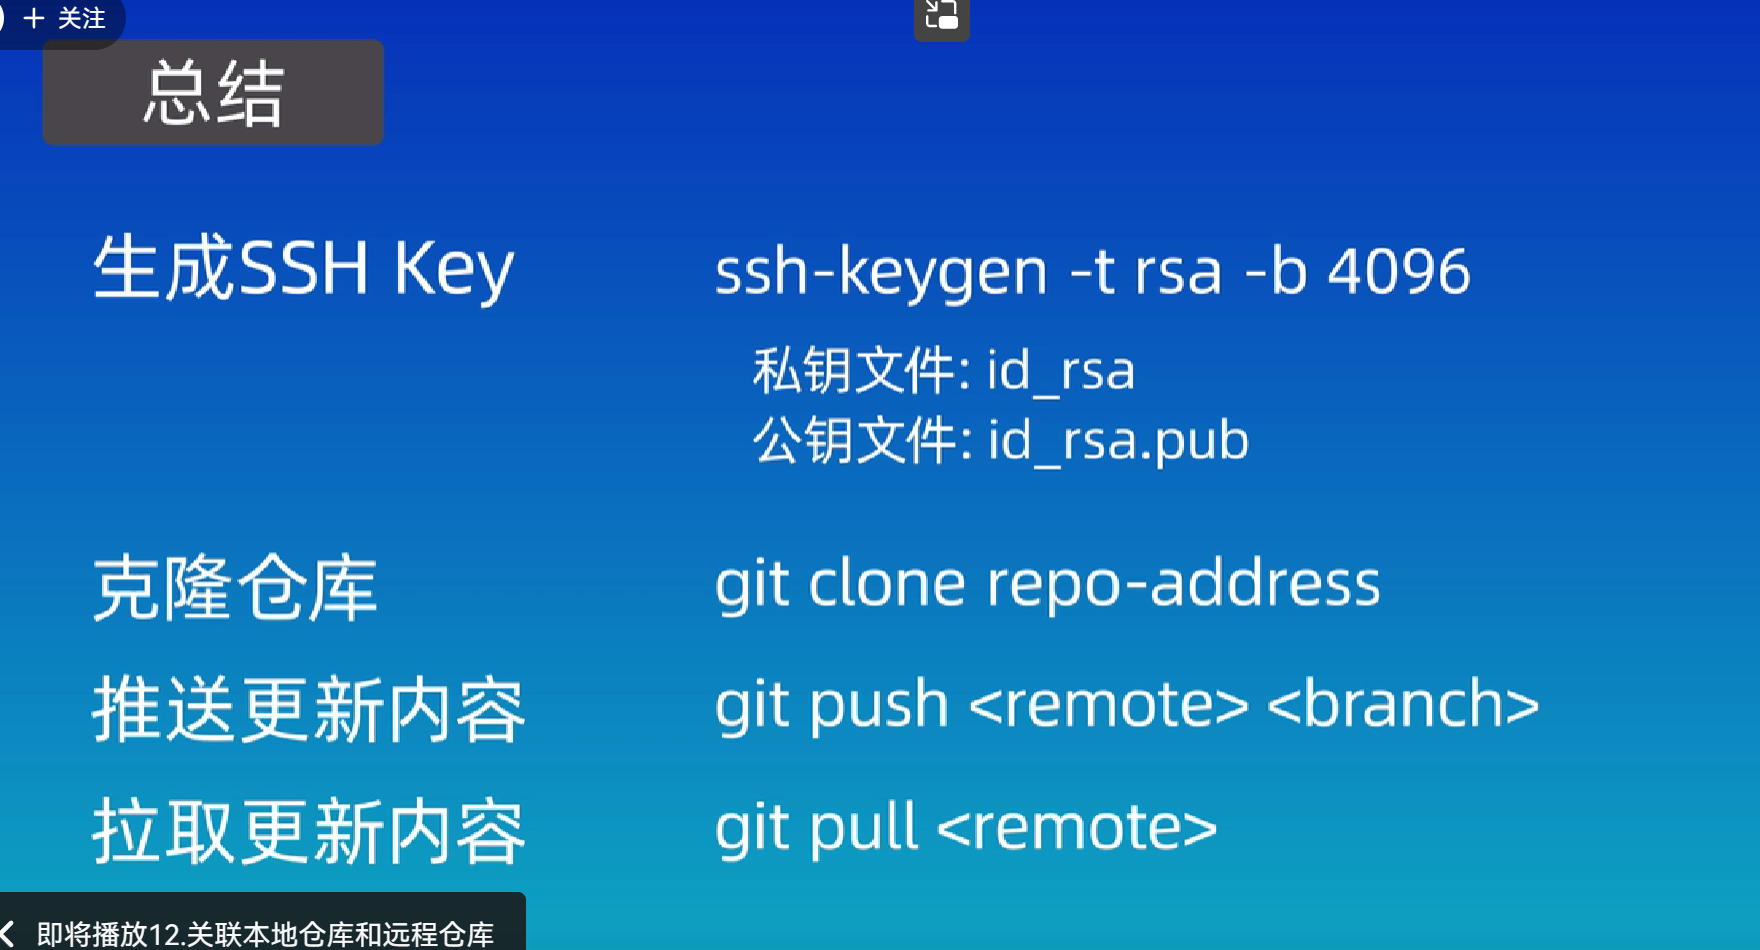 + 关注
总结
生成SSH Key
ssh-keygen -t rsa -b 4096
私钥文件: id_rsa
公钥文件: id_rsa.pub
克隆仓库
git clone repo-address
推送更新内容
git push <remote> <branch>
拉取更新内容
git pull <remote>
即将播放12.关联本地仓库和远程仓库